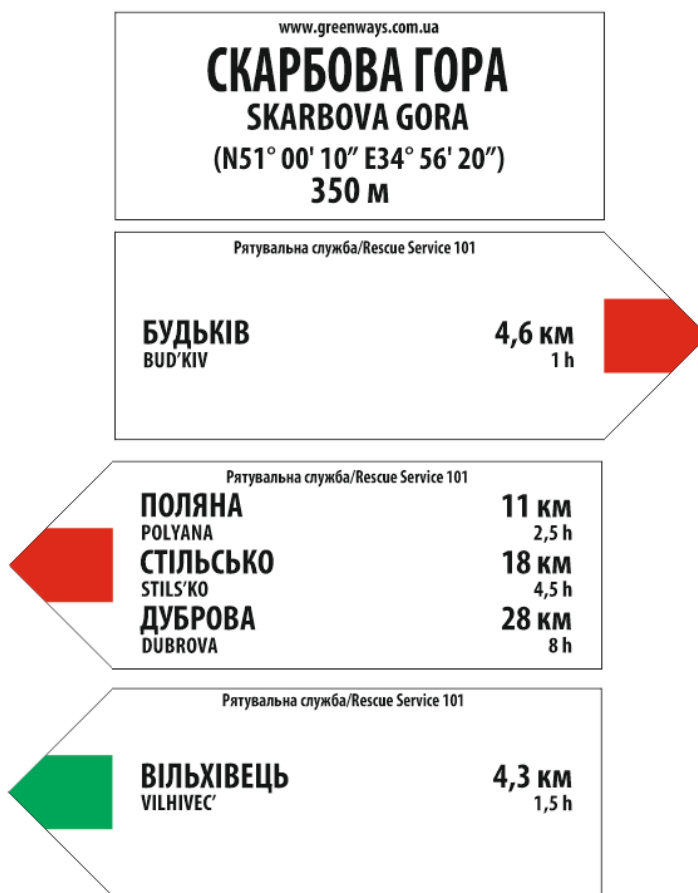 www.greenways.com.ua
СКАРБОВА ГОРА
SKARBOVA GORA
(N51° 00' 10” E34° 56' 20”)
350 м
Рятувальна служба/Rescue Service 101
БУДЬКІВ 4,6 км
BUD’KIV 1 h
Рятувальна служба/Rescue Service 101
ПОЛЯНА 11 км
POLYANA 2,5 h
СТІЛЬСЬКО 18 км
STILS’KO 4,5 h
ДУБРОВА 28 км
DUBROVA 8 h
Рятувальна служба/Rescue Service 101
ВІЛЬХІВЕЦЬ 4,3 км
VILHIVEC’ 1,5 h